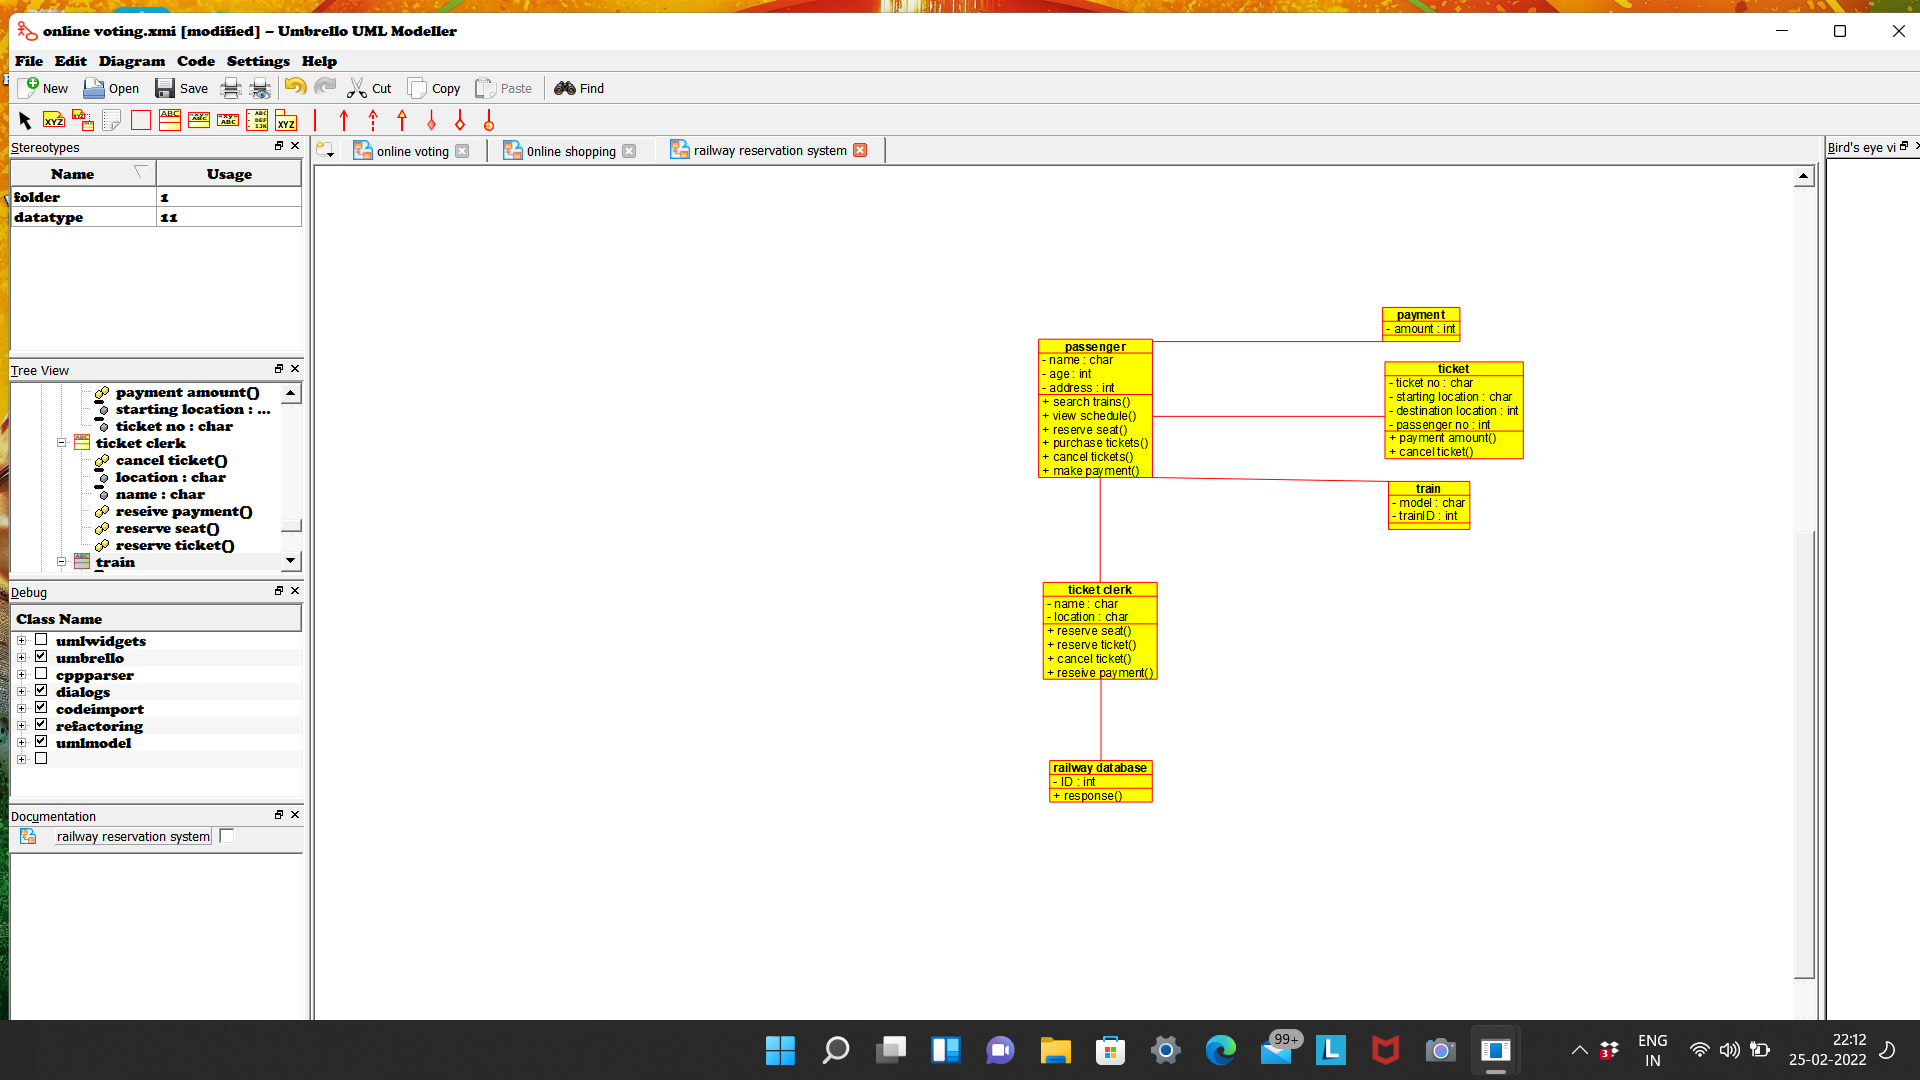 online voting.xmi [modified] – Umbrello UML Modeller
File Edit Diagram Code Settings Help
New Open Save Cut Copy Paste Find
Stereotypes
Name Usage
folder 1
datatype 11
Tree View
payment amount()
starting location : ...
ticket no : char
ticket clerk
cancel ticket()
location : char
name : char
reseive payment()
reserve seat()
reserve ticket()
train
Debug
Class Name
umlwidgets
umbrello
cppparser
dialogs
codeimport
refactoring
umlmodel
Documentation
railway reservation system
online voting
0nline shopping
railway reservation system
Bird's eye vi
passenger
- name : char
- age : int
- address : int
+ search trains()
+ view schedule()
+ reserve seat()
+ purchase tickets()
+ cancel tickets()
+ make payment()
payment
- amount : int
ticket
- ticket no : char
- starting location : char
- destination location : int
- passenger no : int
+ payment amount()
+ cancel ticket()
train
- model : char
- trainID : int
ticket clerk
- name : char
- location : char
+ reserve seat()
+ reserve ticket()
+ cancel ticket()
+ reseive payment()
railway database
- ID : int
+ response()
99+
L
3
ENG
IN
22:12
25-02-2022